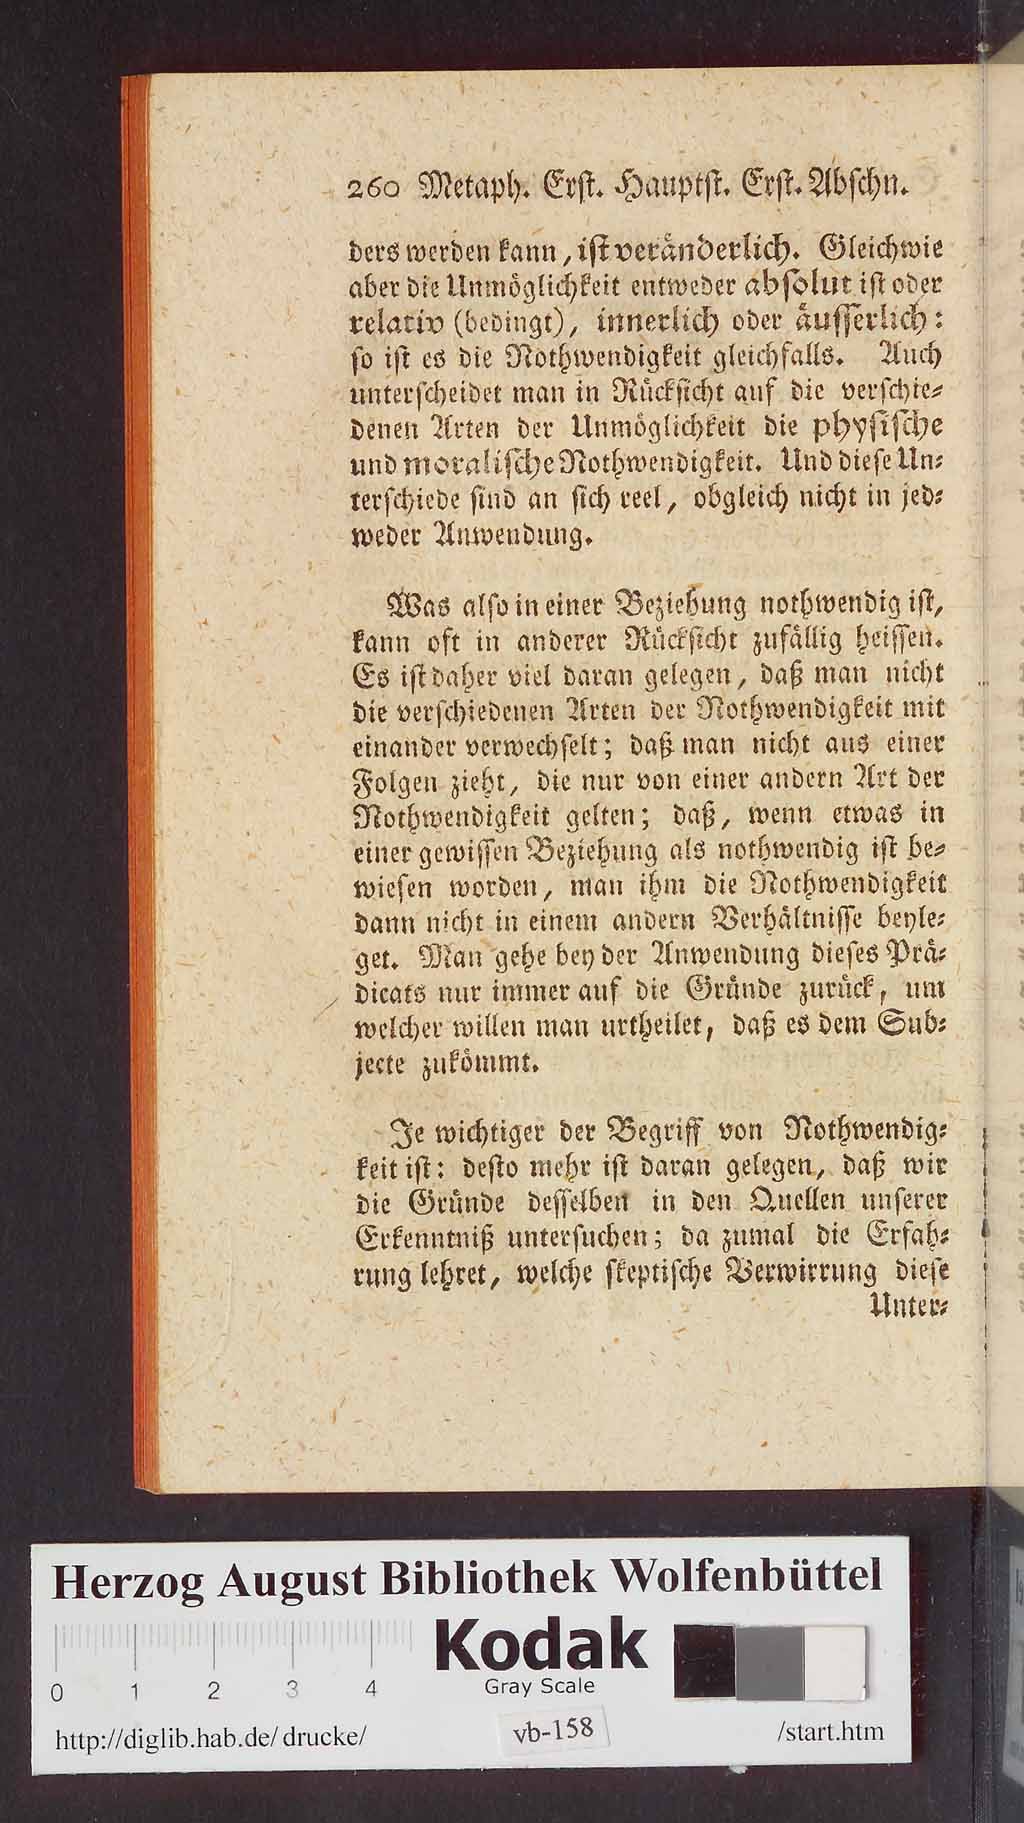 260 Metaph. Erst. Hauptst. Erst. Abschn.
ders werden kann, ist veränderlich. Gleichwie
aber die Unmöglichkeit entweder absolut ist oder
relativ (bedingt), innerlich oder äusserlich:
so ist es die Nothwendigkeit gleichfalls. Auch
unterscheidet man in Rücksicht auf die verschie-
denen Arten der Unmöglichkeit die physische
und moralische Nothwendigkeit. Und diese Un-
terschiede sind an sich reel, obgleich nicht in jed-
weder Anwendung.
Was also in einer Beziehung nothwendig ist,
kann oft in anderer Rücksicht zufällig heissen.
Es ist daher viel daran gelegen, daß man nicht
die verschiedenen Arten der Nothwendigkeit mit
einander verwechselt; daß man nicht aus einer
Folgen zieht, die nur von einer andern Art der
Nothwendigkeit gelten; daß, wenn etwas in
einer gewissen Beziehung als nothwendig ist be-
wiesen worden, man ihm die Nothwendigkeit
dann nicht in einem andern Verhältnisse beyle-
get. Man gehe bey der Anwendung dieses Prä-
dicats nur immer auf die Gründe zurück, um
welcher willen man urtheilet, daß es dem Sub-
jecte zukömmt.
Je wichtiger der Begriff von Nothwendig-
keit ist: desto mehr ist daran gelegen, daß wir
die Gründe desselben in den Quellen unserer
Erkenntniß untersuchen; da zumal die Erfah-
rung lehret, welche skeptische Verwirrung diese
Unter-
Herzog August Bibliothek Wolfenbüttel
Kodak
Gray Scale
0 1 2 3 4
http://diglib.hab.de/drucke/ vb-158 /start.htm